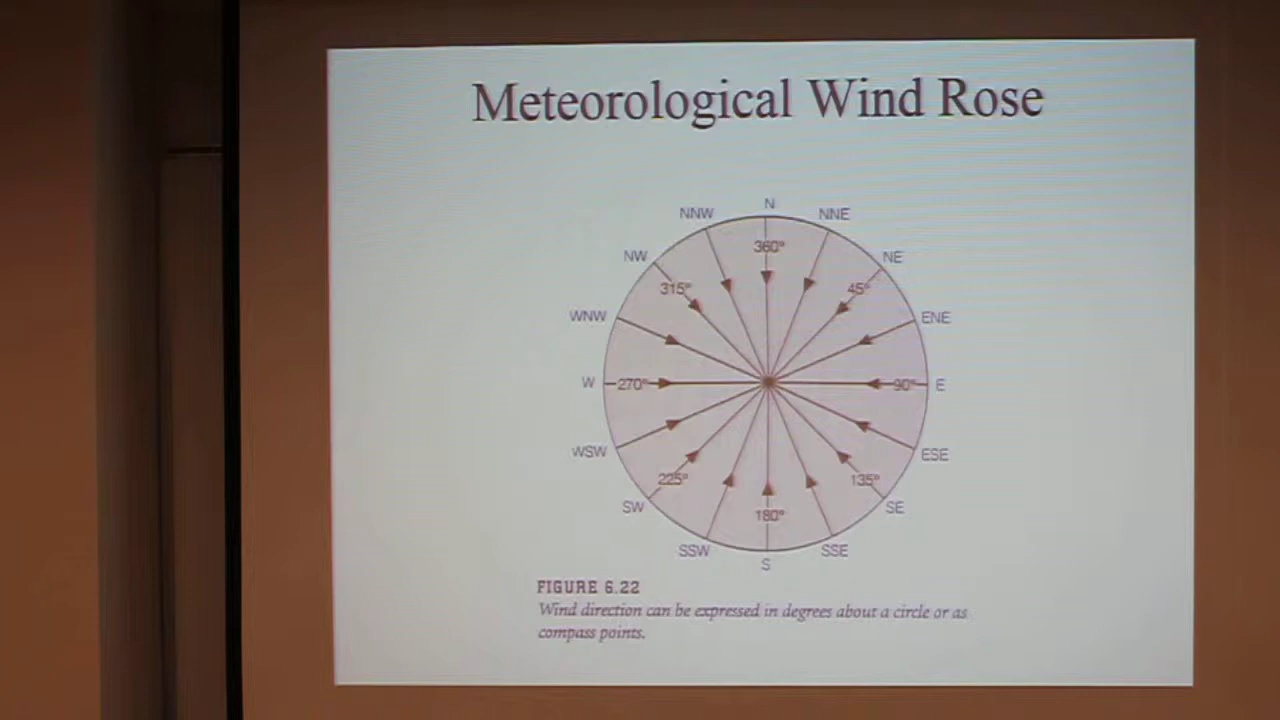 Meteorological Wind Rose
N
NNW NNE
360°
NW NE
315° 45°
WNW ENE
W 270° 90° E
WSW ESE
225° 135°
SW SE
180°
SSW SSE
S
FIGURE 6.22
Wind direction can be expressed in degrees about a circle or as
compass points.